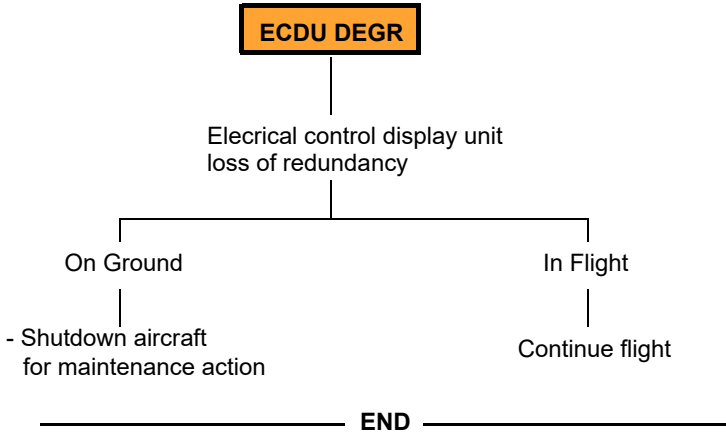 ECDU DEGR
Elecrical control display unit
loss of redundancy
On Ground
In Flight
- Shutdown aircraft
for maintenance action
Continue flight
END